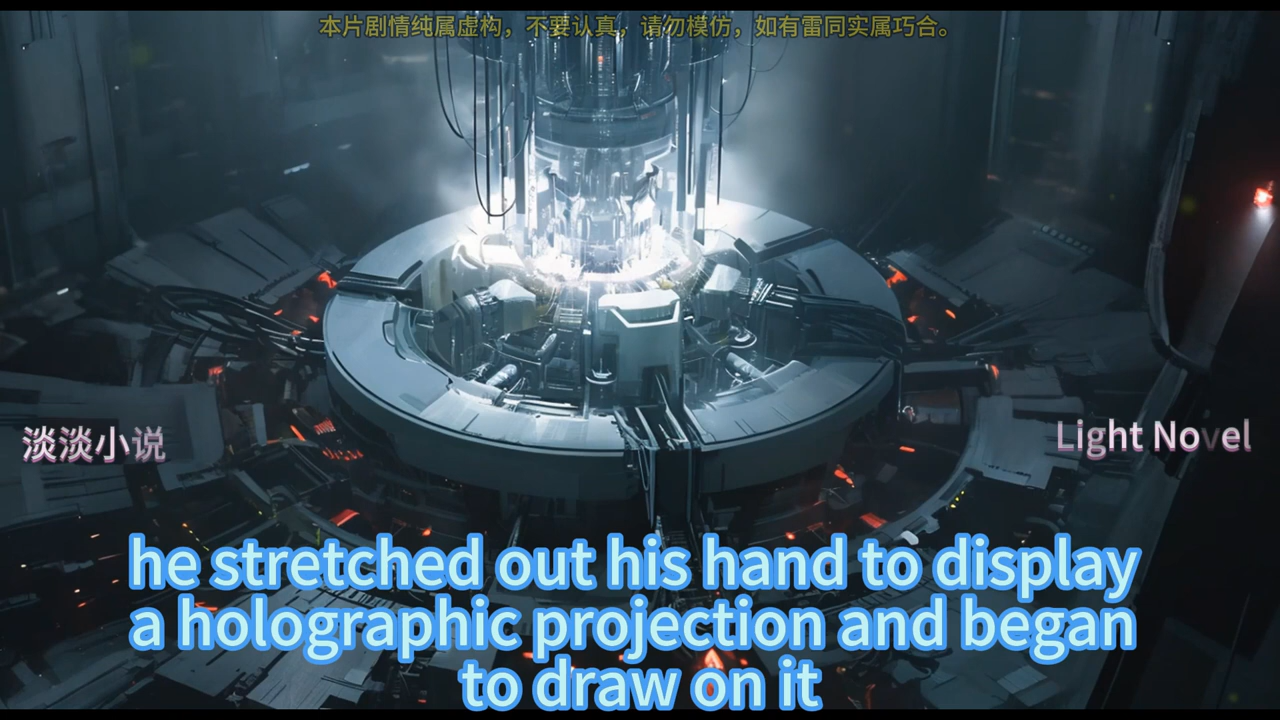 本片剧情纯属虚构，不要认真，请勿模仿，如有雷同实属巧合。
淡淡小说
Light Novel
he stretched out his hand to display
a holographic projection and began
to draw on it